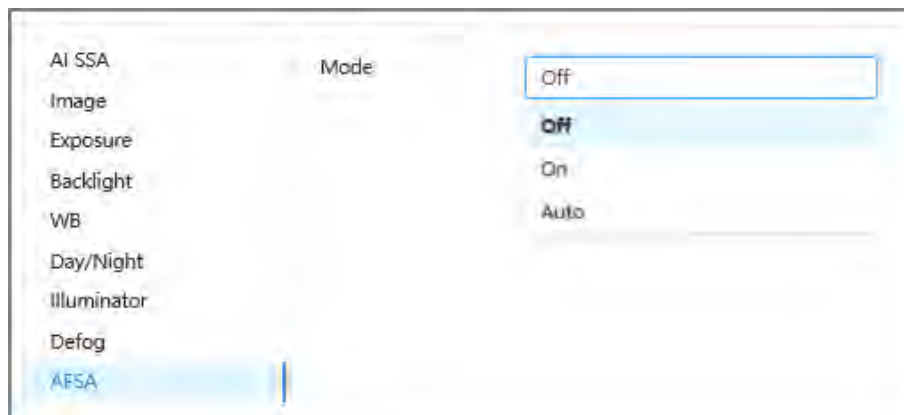 AI SSA
Image
Exposure
Backlight
WB
Day/Night
Illuminator
Defog
AFSA
Mode
Off
Off
On
Auto